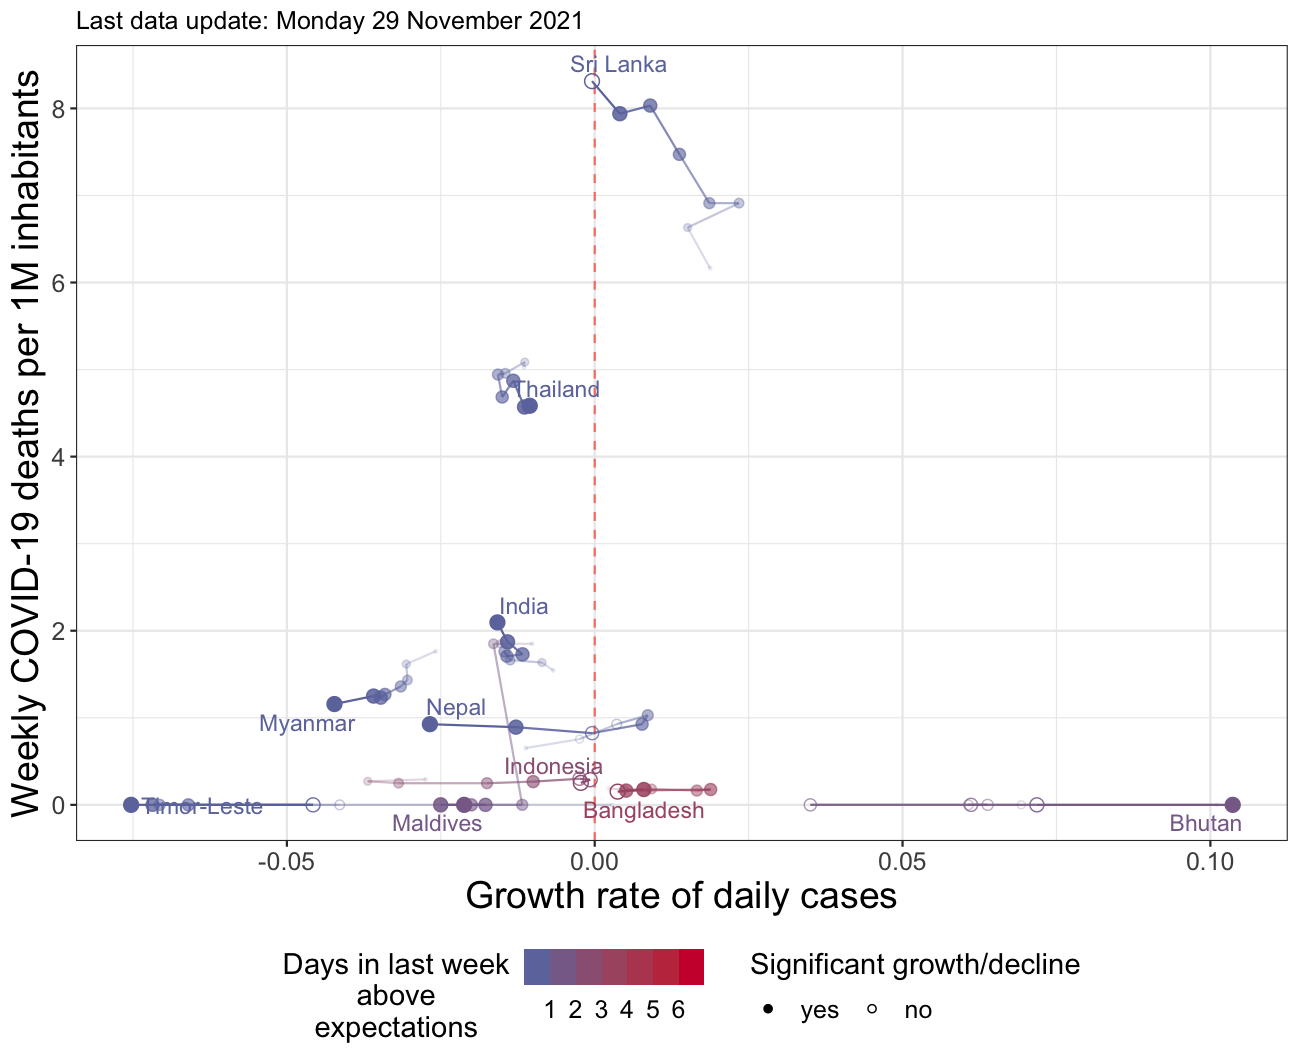 Last data update: Monday 29 November 2021
Weekly COVID-19 deaths per 1M inhabitants
8
6
4
2
0
Sri Lanka
Thailand
India
Myanmar
Nepal
Indonesia
Timor-Leste
Bangladesh
Maldives
Bhutan
-0.05
0.00
0.05
0.10
Growth rate of daily cases
Days in last week
above
expectations
1 2 3 4 5 6
Significant growth/decline
yes
no